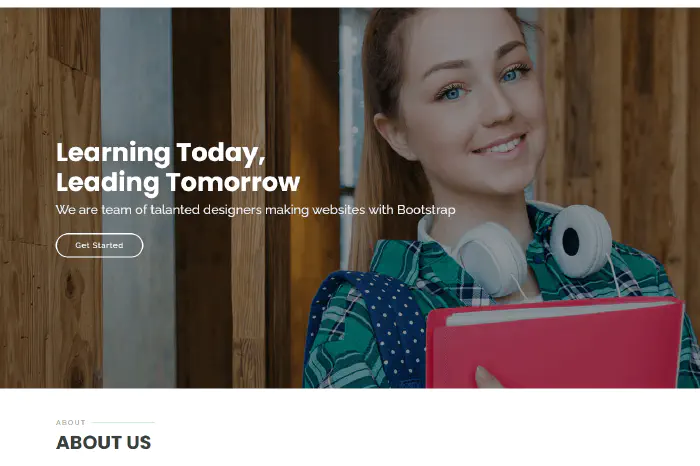 Learning Today,
Leading Tomorrow
We are team of talanted designers making websites with Bootstrap
Get Started
ABOUT
ABOUT US